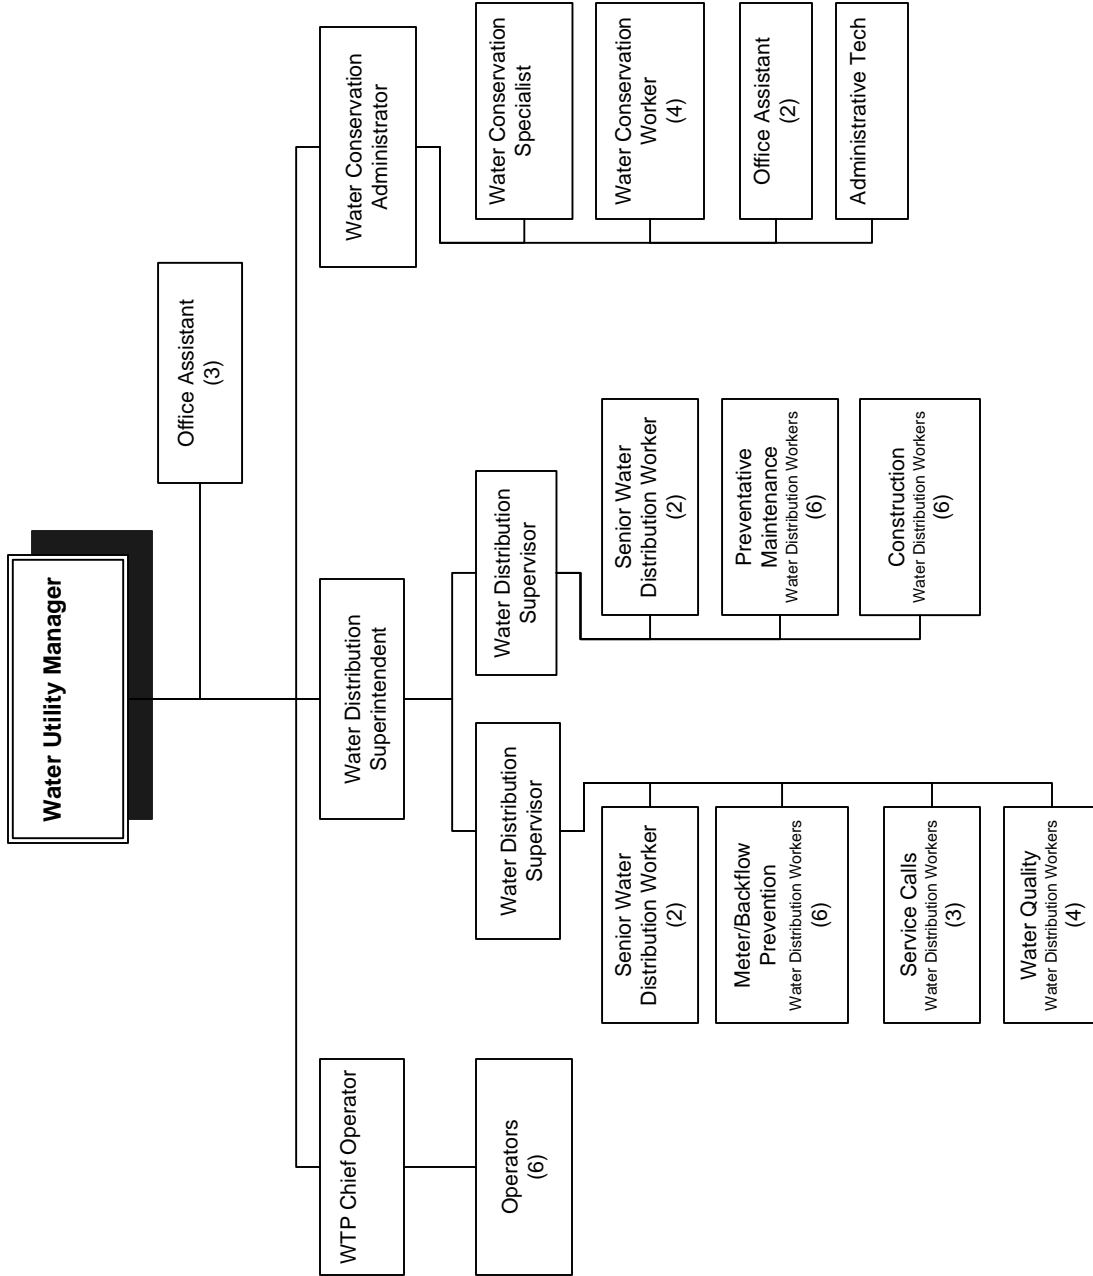 Water Utility Manager
Office Assistant
(3)
WTP Chief Operator
Water Distribution
Superintendent
Water Conservation
Administrator
Operators
(6)
Water Distribution
Supervisor
Senior Water
Distribution Worker
(2)
Meter/Backflow
Prevention
Water Distribution Workers
(6)
Service Calls
Water Distribution Workers
(3)
Water Quality
Water Distribution Workers
(4)
Water Distribution
Supervisor
Senior Water
Distribution Worker
(2)
Preventative
Maintenance
Water Distribution Workers
(6)
Construction
Water Distribution Workers
(6)
Water Conservation
Specialist
Water Conservation
Worker
(4)
Office Assistant
(2)
Administrative Tech